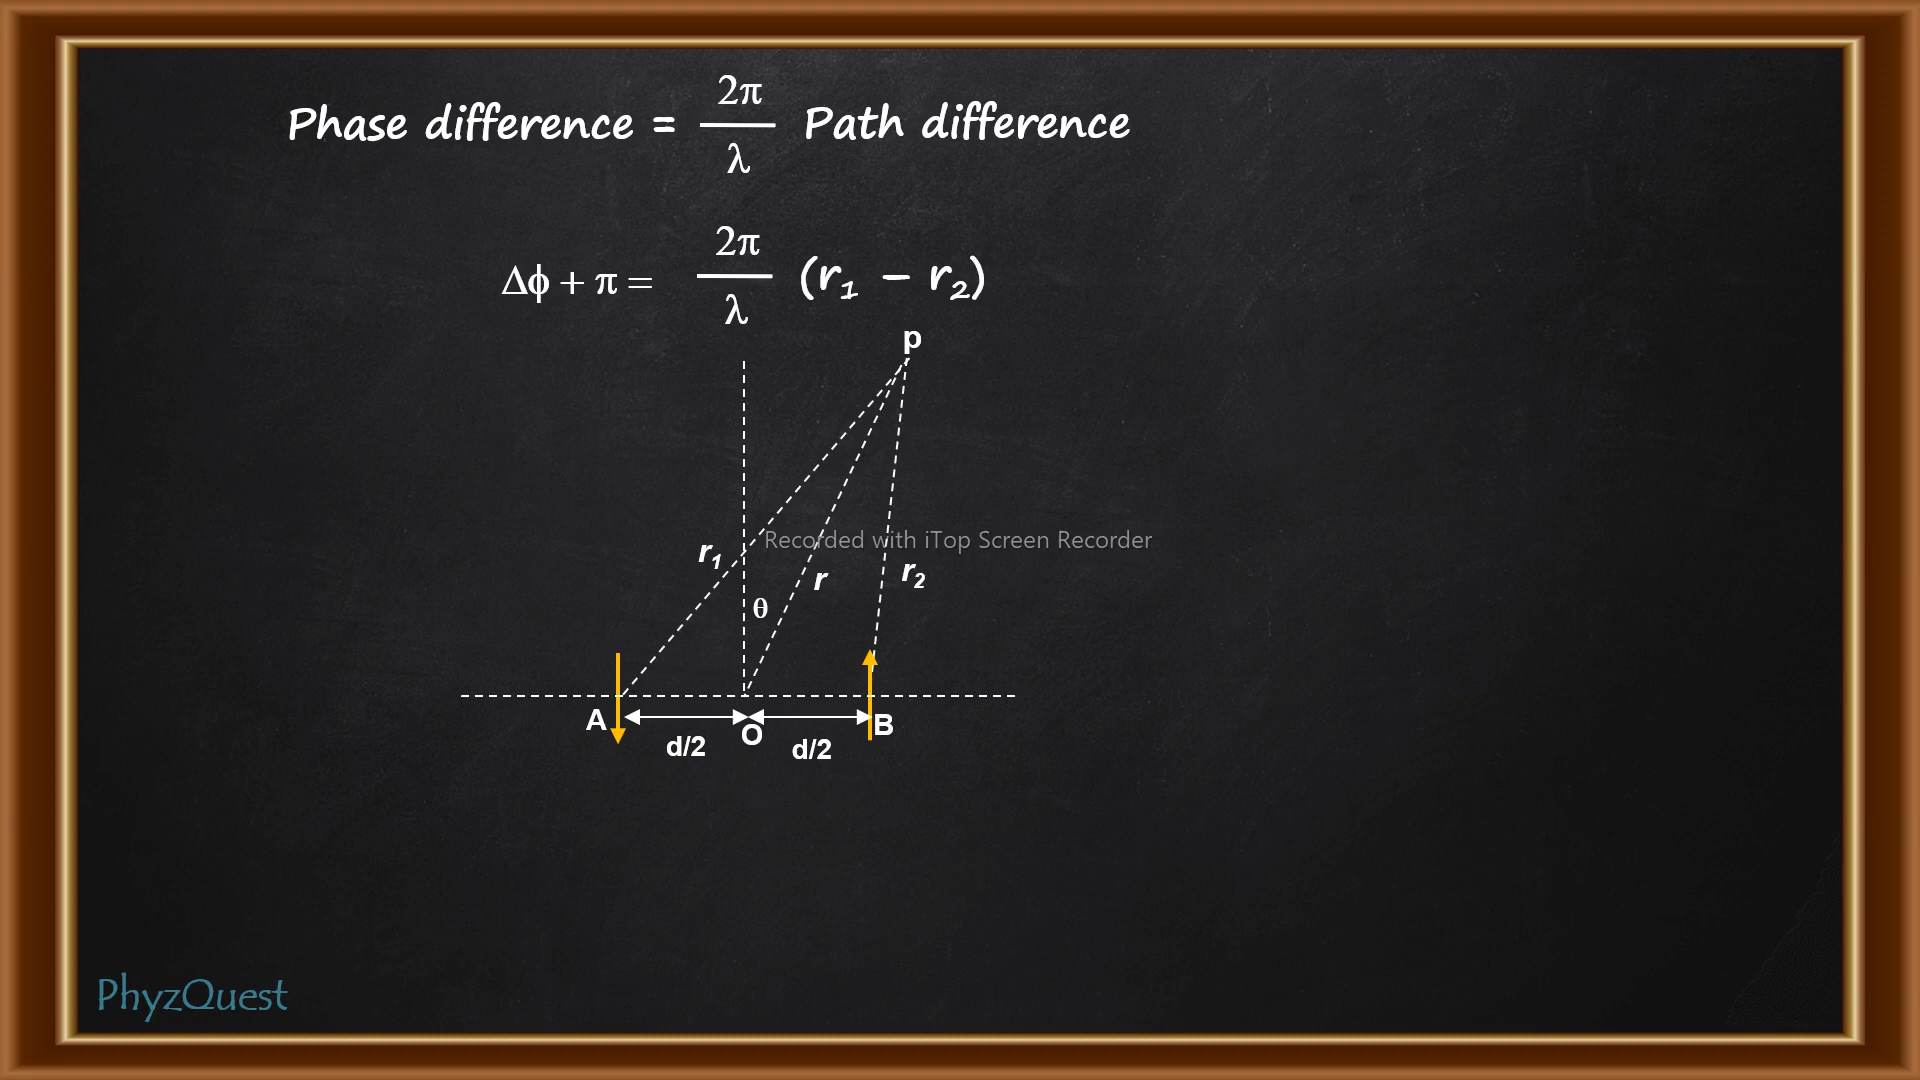 Phase difference = 2π/λ Path difference
Δϕ + π = 2π/λ (r₁ – r₂)
p
Recorded with iTop Screen Recorder
r₁
r
r₂
θ
A
O
B
d/2
d/2
PhyzQuest